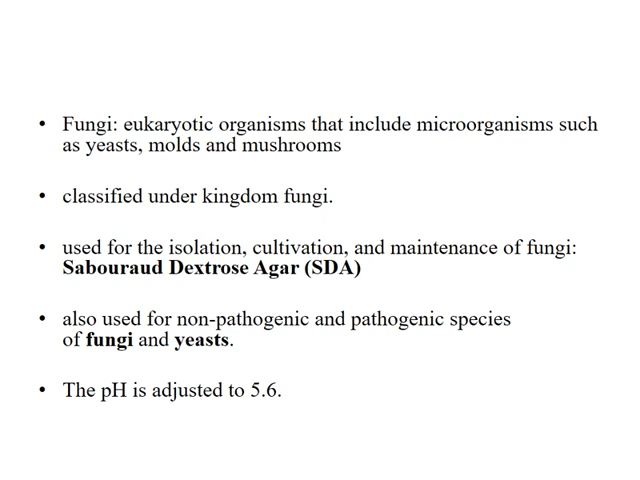 • Fungi: eukaryotic organisms that include microorganisms such
as yeasts, molds and mushrooms
• classified under kingdom fungi.
• used for the isolation, cultivation, and maintenance of fungi:
Sabouraud Dextrose Agar (SDA)
• also used for non-pathogenic and pathogenic species
of fungi and yeasts.
• The pH is adjusted to 5.6.